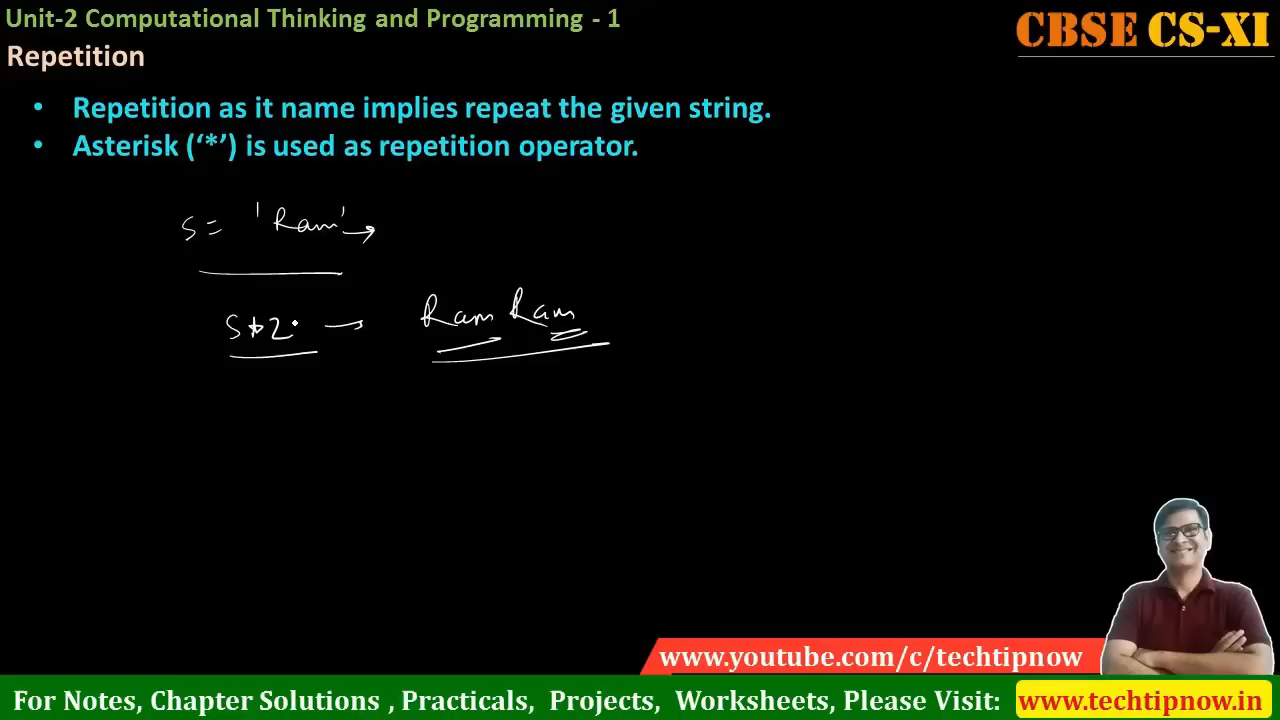 Unit-2 Computational Thinking and Programming - 1
CBSE CS-XI
Repetition
• Repetition as it name implies repeat the given string.
• Asterisk (‘*’) is used as repetition operator.
s = 'Ram' →
s*2 → Ram Ram
www.youtube.com/c/techtipnow
For Notes, Chapter Solutions , Practicals, Projects, Worksheets, Please Visit: www.techtipnow.in